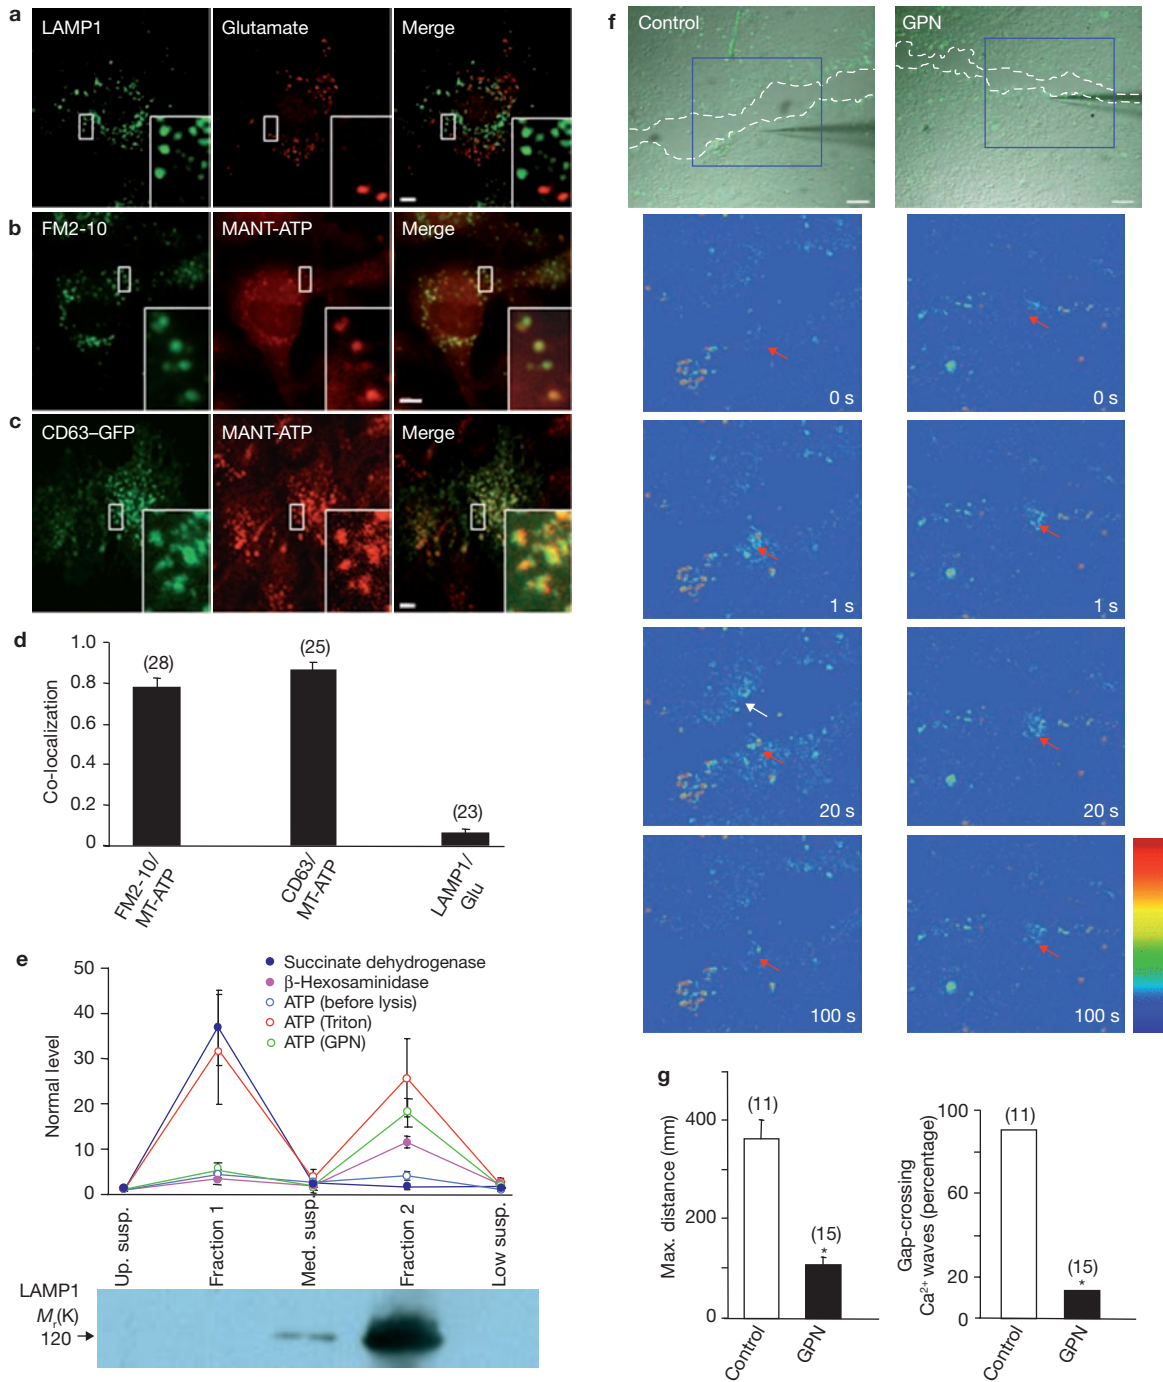 a
LAMP1
Glutamate
Merge
b
FM2-10
MANT-ATP
Merge
c
CD63–GFP
MANT-ATP
Merge
d
Co-localization
1.0
0.8
0.6
0.4
0.2
0
(28)
(25)
(23)
FM2-10/
MT-ATP
CD63/
MT-ATP
LAMP1/
Glu
e
Succinate dehydrogenase
β-Hexosaminidase
ATP (before lysis)
ATP (Triton)
ATP (GPN)
Normal level
50
40
30
20
10
0
Up. susp.
Fraction 1
Med. susp.
Fraction 2
Low susp.
LAMP1
Mr(K)
120
f
Control
GPN
0 s
0 s
1 s
1 s
20 s
20 s
100 s
100 s
g
Max. distance (mm)
400
200
0
(11)
(15)
*
Control
GPN
Gap-crossing
Ca²⁺ waves (percentage)
100
60
20
0
(11)
(15)
*
Control
GPN